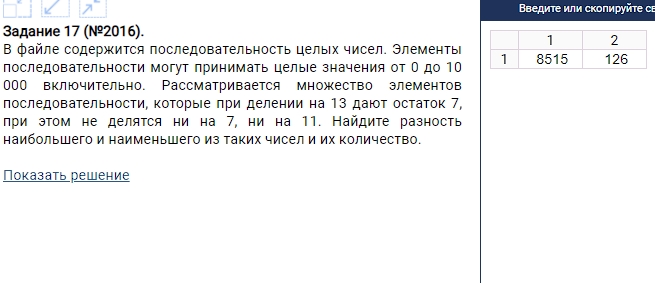 Введите или скопируйте
Задание 17 (№2016).
В файле содержится последовательность целых чисел. Элементы
последовательности могут принимать целые значения от 0 до 10
000 включительно. Рассматривается множество элементов
последовательности, которые при делении на 13 дают остаток 7,
при этом не делятся ни на 7, ни на 11. Найдите разность
наибольшего и наименьшего из таких чисел и их количество.
Показать решение
1 2
1 8515 126